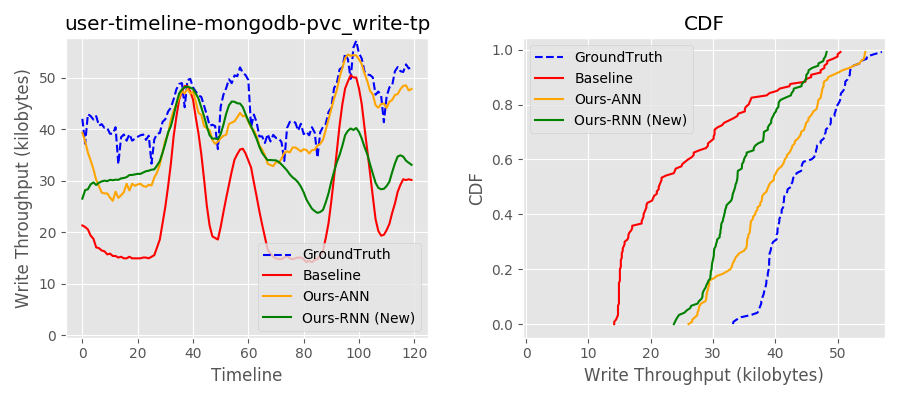 user-timeline-mongodb-pvc_write-tp
Write Throughput (kilobytes)
50
40
30
20
10
0
0 20 40 60 80 100 120
Timeline
GroundTruth
Baseline
Ours-ANN
Ours-RNN (New)
CDF
CDF
1.0
0.8
0.6
0.4
0.2
0.0
0 10 20 30 40 50
Write Throughput (kilobytes)
GroundTruth
Baseline
Ours-ANN
Ours-RNN (New)